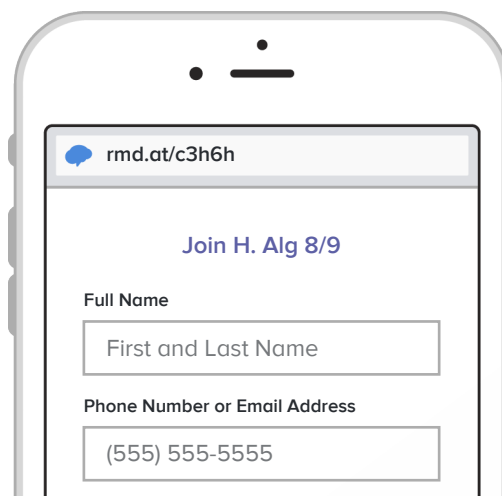 rmd.at/c3h6h
Join H. Alg 8/9
Full Name
First and Last Name
Phone Number or Email Address
(555) 555-5555